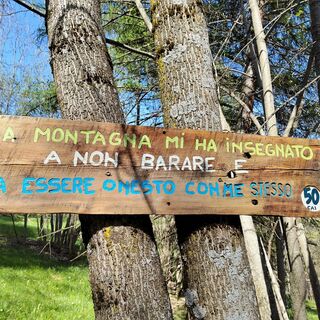 A MONTAGNA MI HA INSEGNATO
A NON BARARE E
A ESSERE ONESTO CON ME STESSO
50
CAI